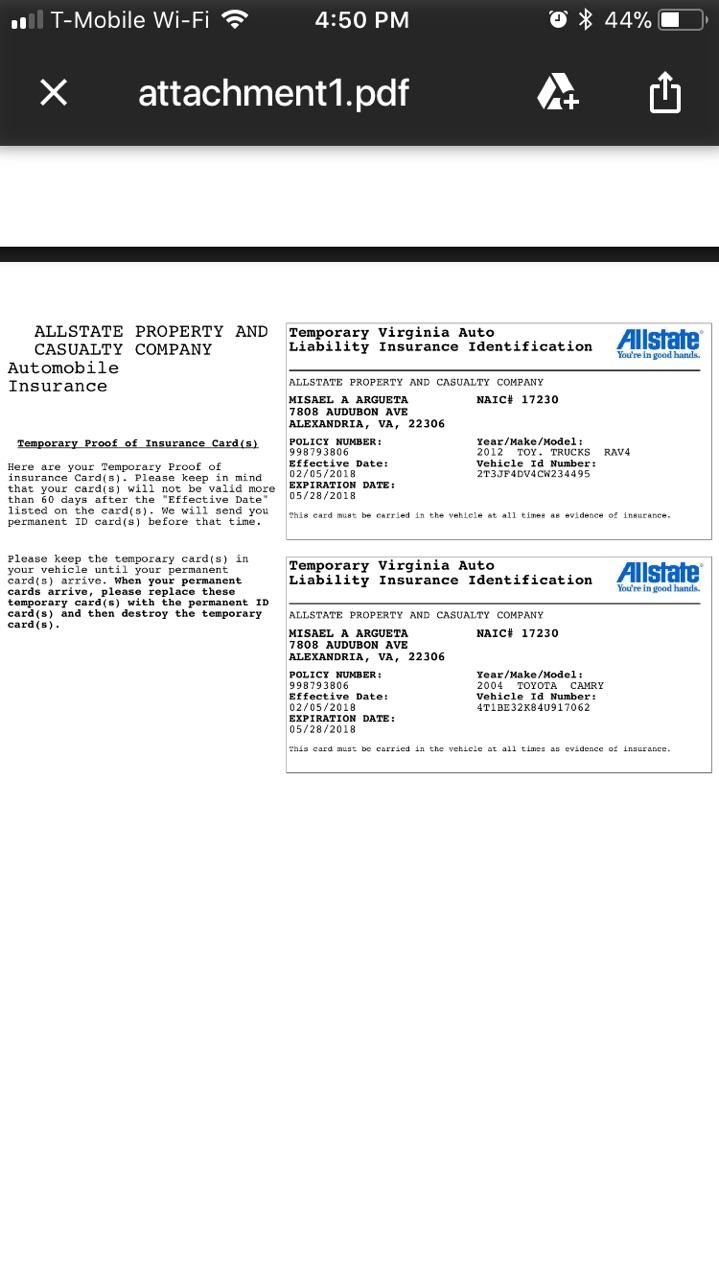 T-Mobile Wi-Fi 4:50 PM 44%
attachment1.pdf
ALLSTATE PROPERTY AND
CASUALTY COMPANY
Automobile
Insurance
Temporary Proof of Insurance Card(s)
Here are your Temporary Proof of
insurance Card(s). Please keep in mind
that your card(s) will not be valid more
than 60 days after the "Effective Date"
listed on the card(s). We will send you
permanent ID card(s) before that time.
Please keep the temporary card(s) in
your vehicle until your permanent
card(s) arrive. When your permanent
cards arrive, please replace these
temporary card(s) with the permanent ID
card(s) and then destroy the temporary
card(s).
Temporary Virginia Auto
Liability Insurance Identification
Allstate
You're in good hands.
ALLSTATE PROPERTY AND CASUALTY COMPANY
MISAEL A ARGUETA NAIC# 17230
7808 AUDUBON AVE
ALEXANDRIA, VA, 22306
POLICY NUMBER: Year/Make/Model:
998793806 2012 TOY. TRUCKS RAV4
Effective Date: Vehicle Id Number:
02/05/2018 2T3JF4DV4CW234495
EXPIRATION DATE:
05/28/2018
This card must be carried in the vehicle at all times as evidence of insurance.
Temporary Virginia Auto
Liability Insurance Identification
Allstate
You're in good hands.
ALLSTATE PROPERTY AND CASUALTY COMPANY
MISAEL A ARGUETA NAIC# 17230
7808 AUDUBON AVE
ALEXANDRIA, VA, 22306
POLICY NUMBER: Year/Make/Model:
998793806 2004 TOYOTA CAMRY
Effective Date: Vehicle Id Number:
02/05/2018 4T1BE32K84U917062
EXPIRATION DATE:
05/28/2018
This card must be carried in the vehicle at all times as evidence of insurance.